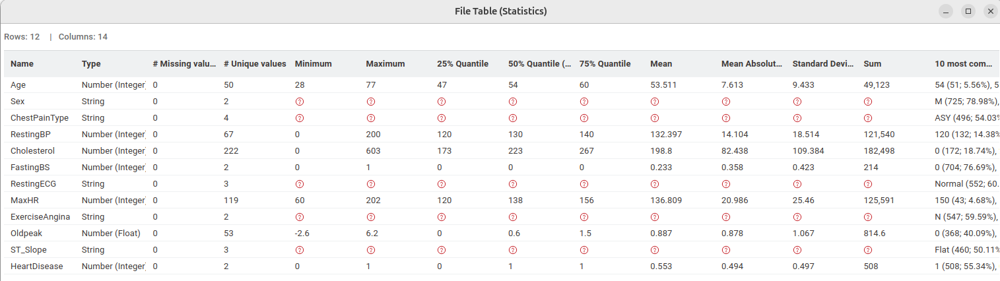 File Table (Statistics)
Rows: 12 | Columns: 14
Name Type # Missing valu... # Unique values Minimum Maximum 25% Quantile 50% Quantile (... 75% Quantile Mean Mean Absolut... Standard Devi... Sum 10 most com...
Age Number (Integer) 0 50 28 77 47 54 60 53.511 7.613 9.433 49,123 54 (51; 5.56%), 5
Sex String 0 2 ? ? ? ? ? ? ? ? ? M (725; 78.98%),
ChestPainType String 0 4 ? ? ? ? ? ? ? ? ? ASY (496; 54.03%
RestingBP Number (Integer) 0 67 0 200 120 130 140 132.397 14.104 18.514 121,540 120 (132; 14.38%
Cholesterol Number (Integer) 0 222 0 603 173 223 267 198.8 82.438 109.384 182,498 0 (172; 18.74%),
FastingBS Number (Integer) 0 2 0 1 0 0 0 0.233 0.358 0.423 214 0 (704; 76.69%),
RestingECG String 0 3 ? ? ? ? ? ? ? ? ? Normal (552; 60.
MaxHR Number (Integer) 0 119 60 202 120 138 156 136.809 20.986 25.46 125,591 150 (43; 4.68%),
ExerciseAngina String 0 2 ? ? ? ? ? ? ? ? ? N (547; 59.59%),
Oldpeak Number (Float) 0 53 -2.6 6.2 0 0.6 1.5 0.887 0.878 1.067 814.6 0 (368; 40.09%),
ST_Slope String 0 3 ? ? ? ? ? ? ? ? ? Flat (460; 50.11%
HeartDisease Number (Integer) 0 2 0 1 0 1 1 0.553 0.494 0.497 508 1 (508; 55.34%),